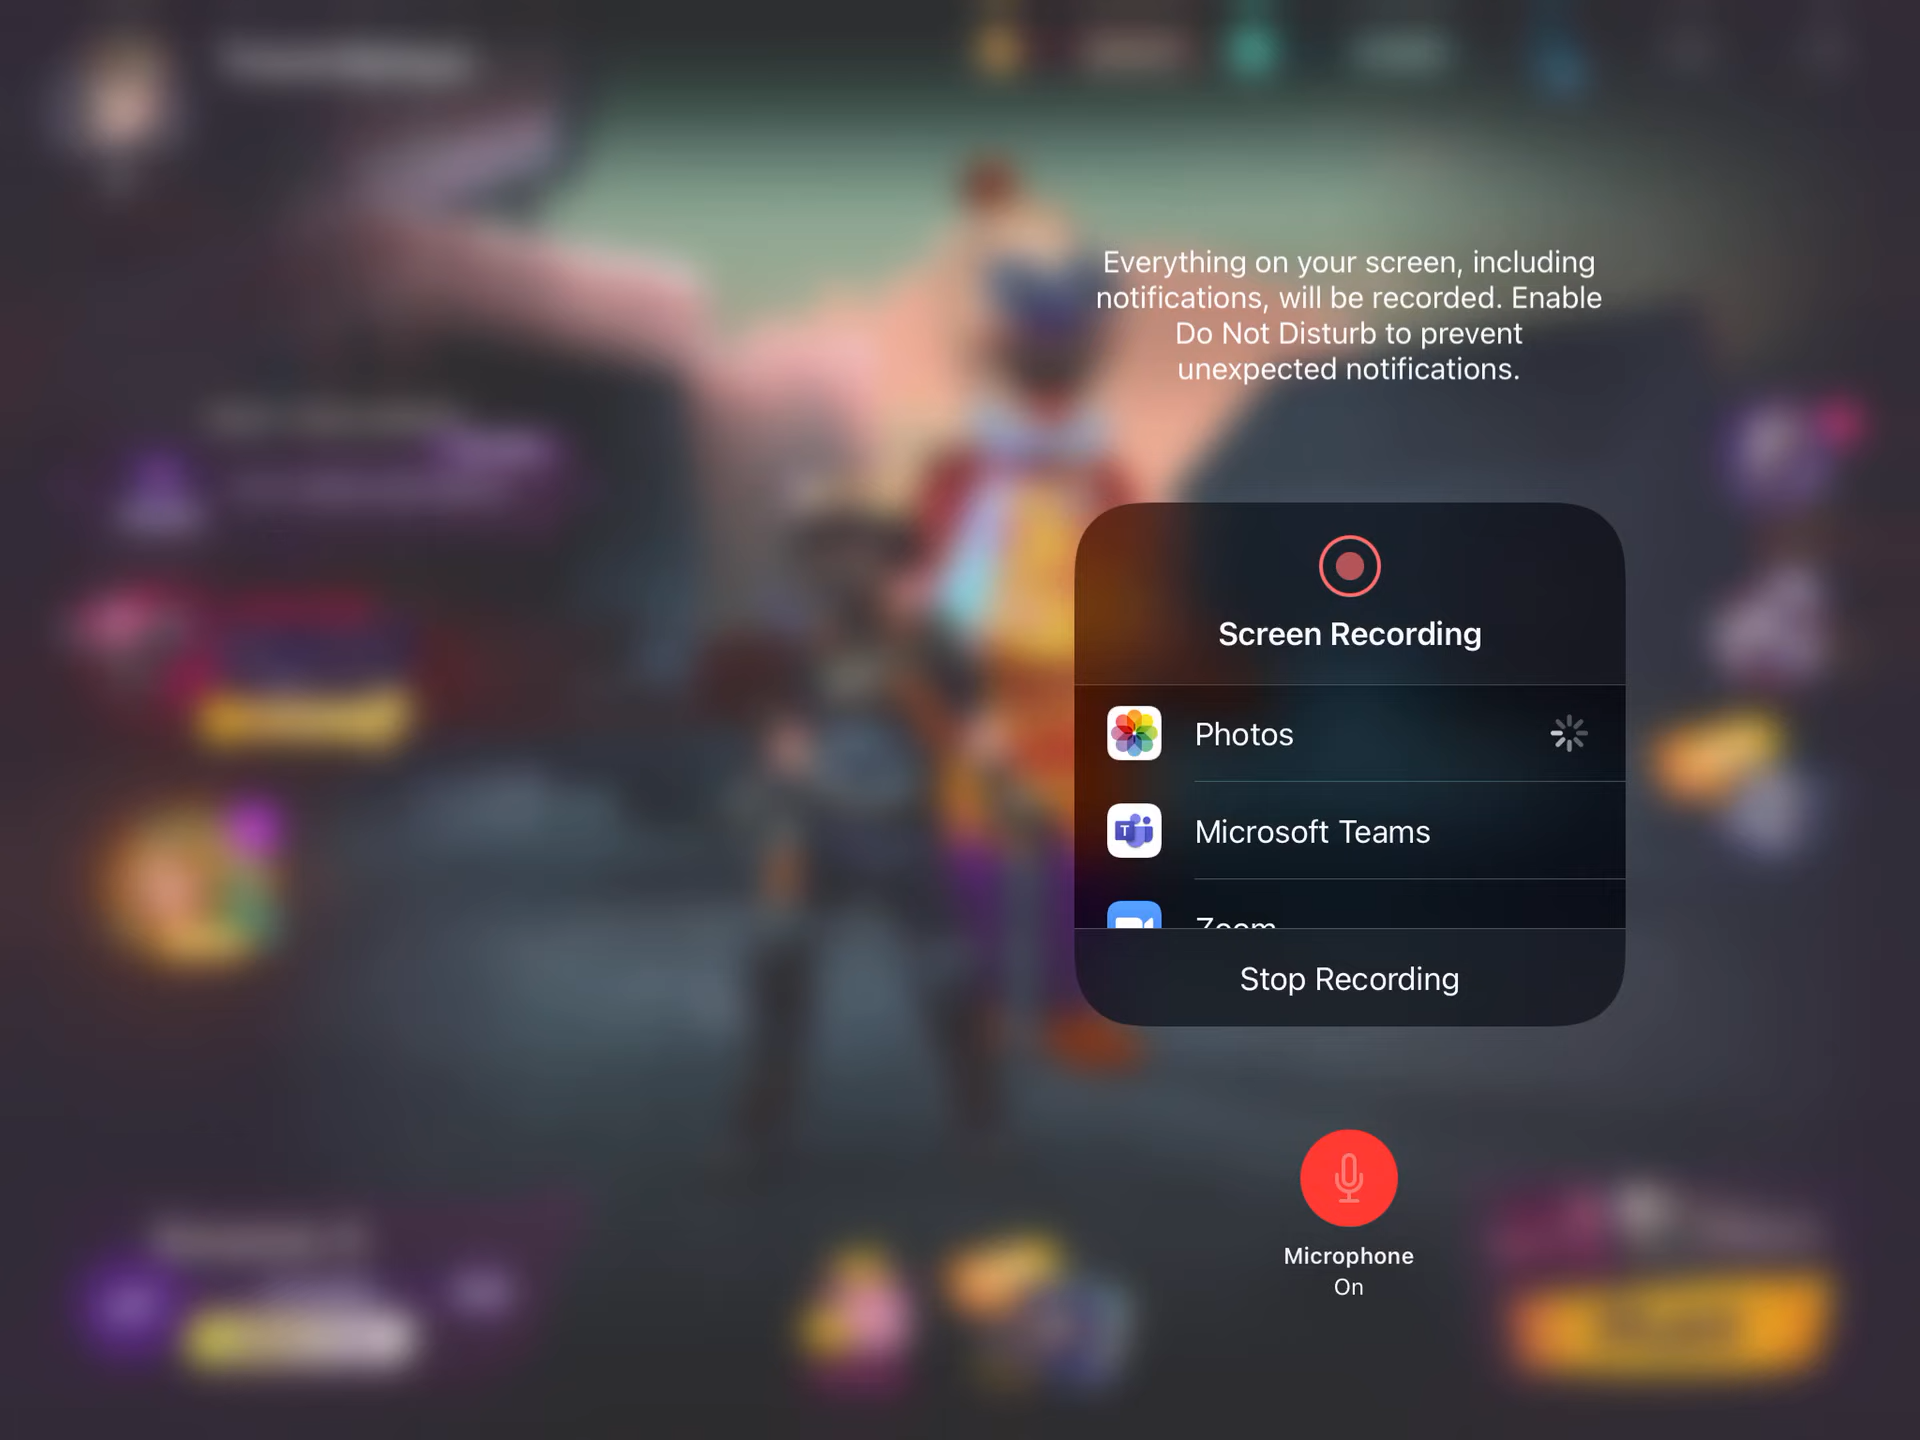 Everything on your screen, including
notifications, will be recorded. Enable
Do Not Disturb to prevent
unexpected notifications.
Screen Recording
Photos
T
Microsoft Teams
Zoom
Stop Recording
Microphone
On